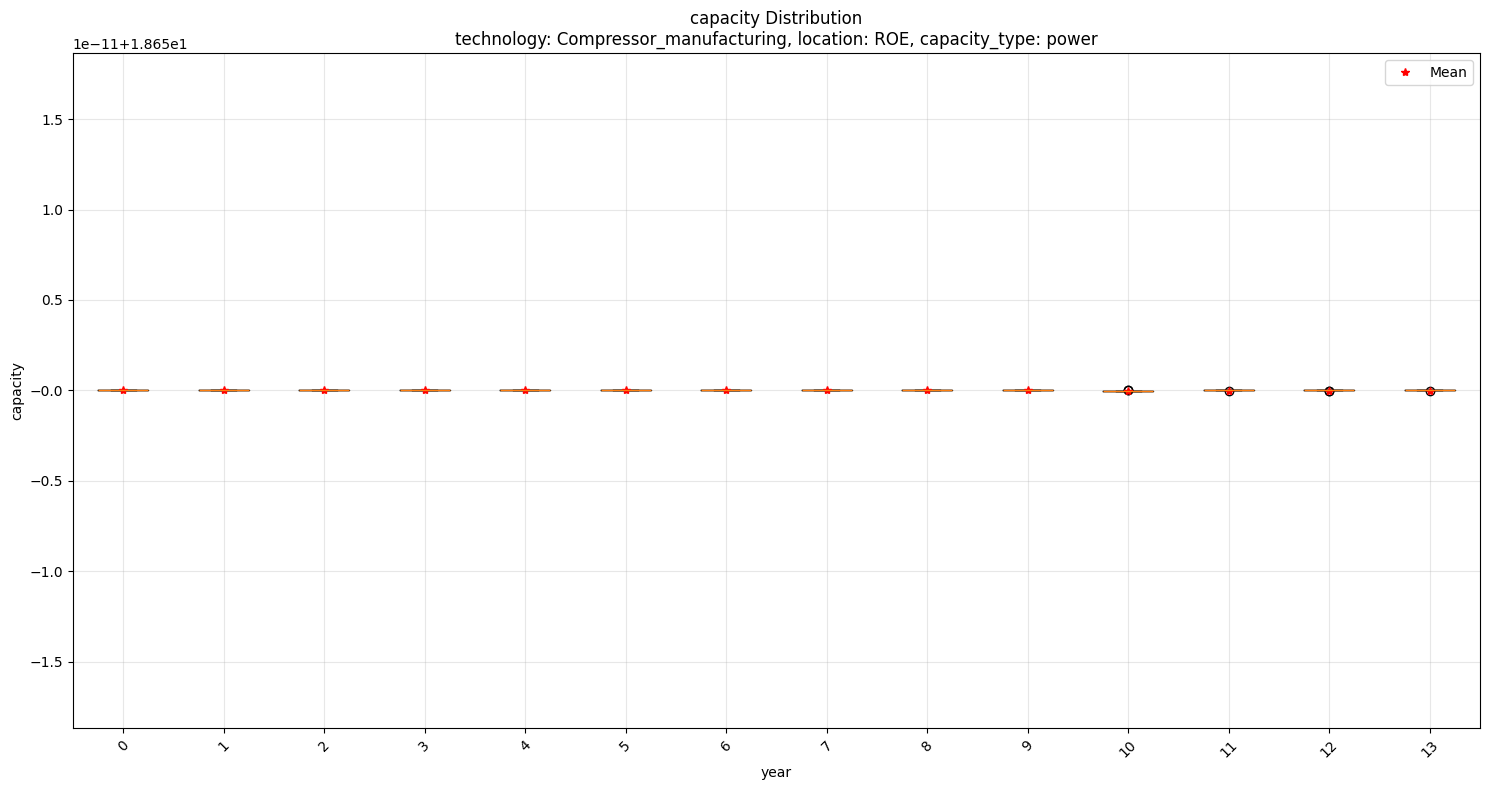 capacity Distribution
technology: Compressor_manufacturing, location: ROE, capacity_type: power
1e−11+1.865e1
Mean
1.5
1.0
0.5
−0.0
−0.5
−1.0
−1.5
capacity
0 1 2 3 4 5 6 7 8 9 10 11 12 13
year